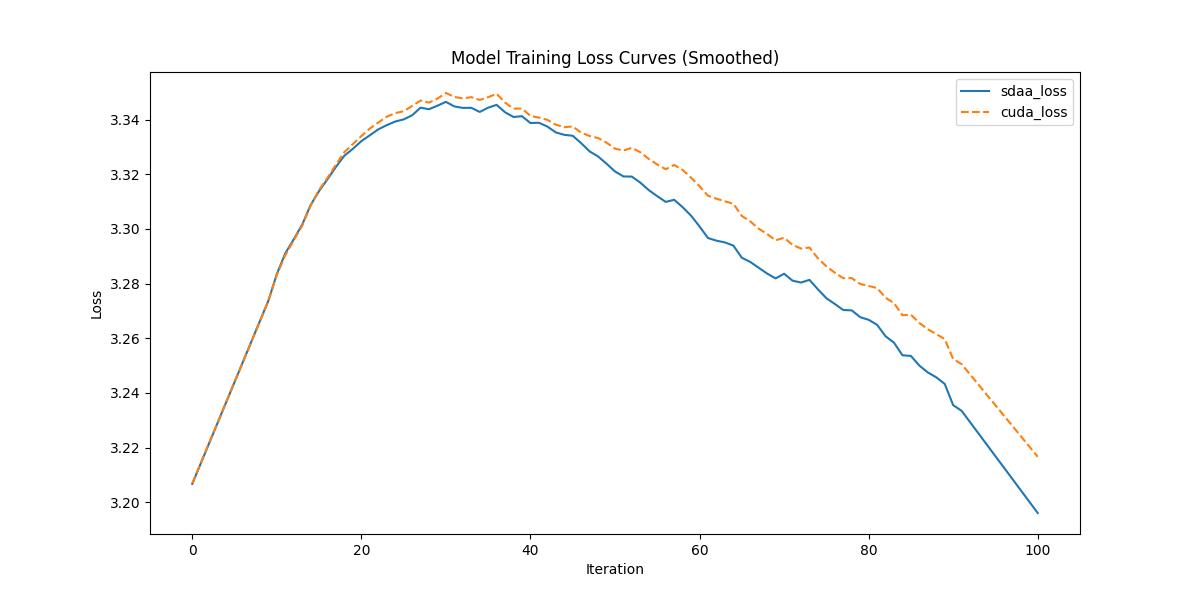 Model Training Loss Curves (Smoothed)
sdaa_loss
cuda_loss
Loss
3.34
3.32
3.30
3.28
3.26
3.24
3.22
3.20
0 20 40 60 80 100
Iteration